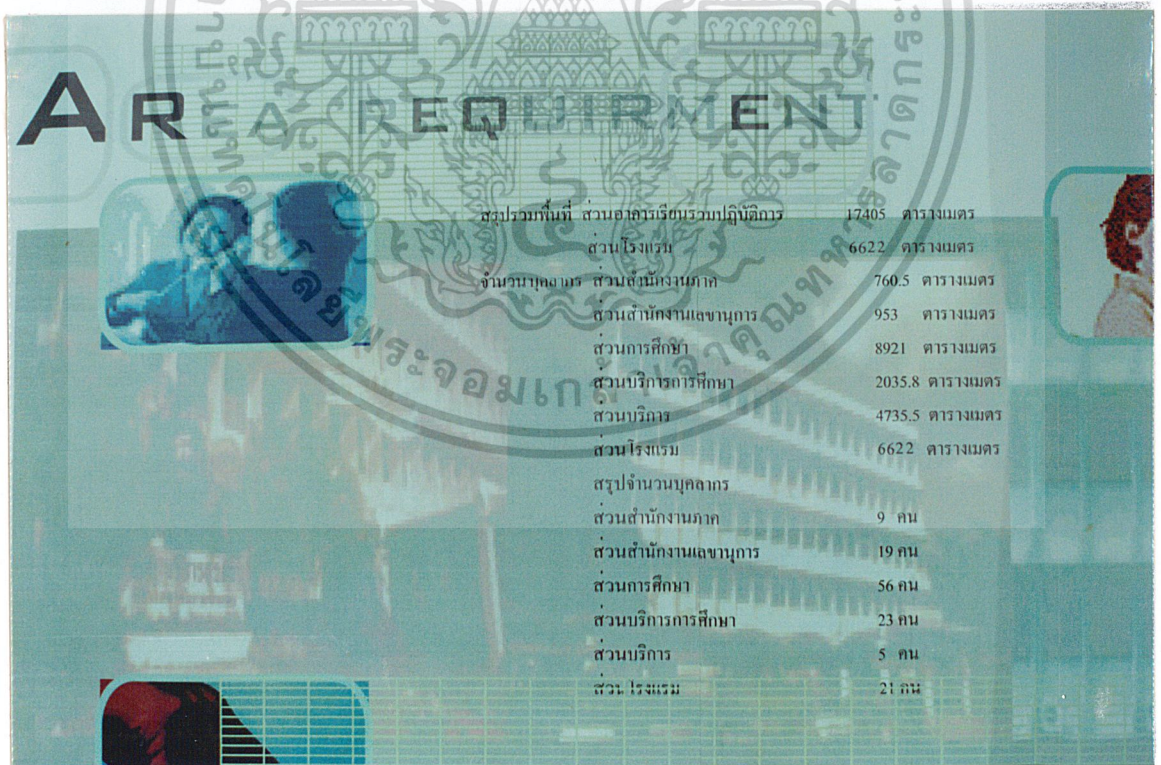 AR A REQUIRMENT
สรุปรวมพื้นที่ ส่วนอาคารเรียนรวมปฏิบัติการ 17405 ตารางเมตร
ส่วนโรงแรม 6622 ตารางเมตร
จำนวนบุคลากร ส่วนสำนักงานภาค 760.5 ตารางเมตร
ส่วนสำนักงานเลขานุการ 953 ตารางเมตร
ส่วนการศึกษา 8921 ตารางเมตร
ส่วนบริการการศึกษา 2035.8 ตารางเมตร
ส่วนบริการ 4735.5 ตารางเมตร
ส่วนโรงแรม 6622 ตารางเมตร
สรุปจำนวนบุคลากร
ส่วนสำนักงานภาค 9 คน
ส่วนสำนักงานเลขานุการ 19 คน
ส่วนการศึกษา 56 คน
ส่วนบริการการศึกษา 23 คน
ส่วนบริการ 5 คน
ส่วนโรงแรม 21 คน